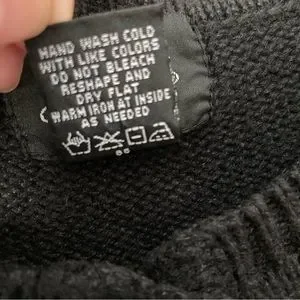 HAND WASH COLD
WITH LIKE COLORS
DO NOT BLEACH
RESHAPE AND
DRY FLAT
WARM IRON AT INSIDE
AS NEEDED